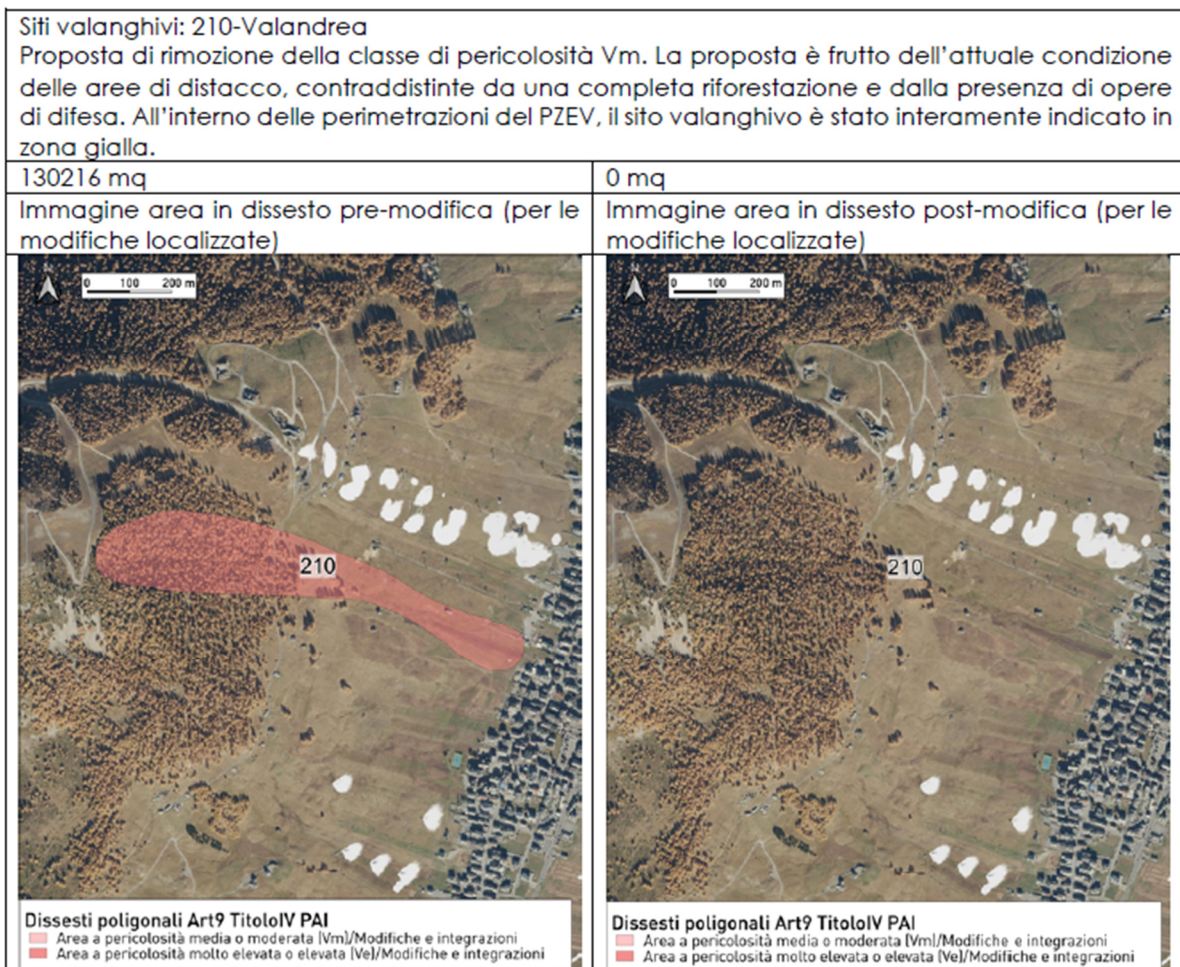 Siti valanghivi: 210-Valandrea
Proposta di rimozione della classe di pericolosità Vm. La proposta è frutto dell'attuale condizione
delle aree di distacco, contraddistinte da una completa riforestazione e dalla presenza di opere
di difesa. All'interno delle perimetrazioni del PZEV, il sito valanghivo è stato interamente indicato in
zona gialla.
130216 mq
0 mq
Immagine area in dissesto pre-modifica (per le
modifiche localizzate)
Immagine area in dissesto post-modifica (per le
modifiche localizzate)
0 100 200 m
210
Dissesti poligonali Art9 TitoloIV PAI
Area a pericolosità media o moderata (Vm)/Modifiche e integrazioni
Area a pericolosità molto elevata o elevata (Ve)/Modifiche e integrazioni
0 100 200 m
210
Dissesti poligonali Art9 TitoloIV PAI
Area a pericolosità media o moderata (Vm)/Modifiche e integrazioni
Area a pericolosità molto elevata o elevata (Ve)/Modifiche e integrazioni